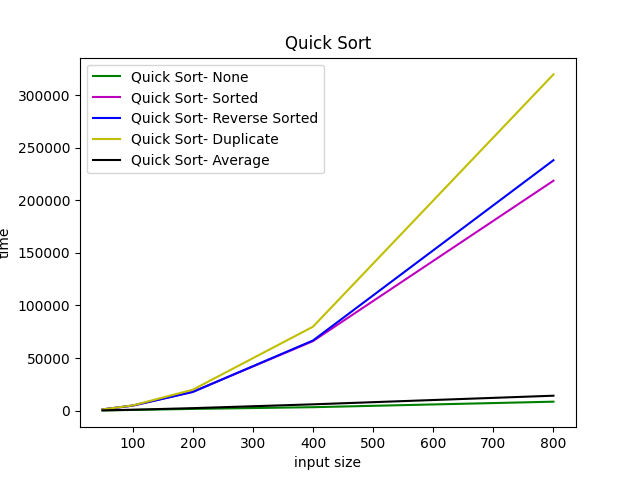 Quick Sort
Quick Sort- None
Quick Sort- Sorted
Quick Sort- Reverse Sorted
Quick Sort- Duplicate
Quick Sort- Average
300000
250000
200000
150000
100000
50000
0
time
100 200 300 400 500 600 700 800
input size